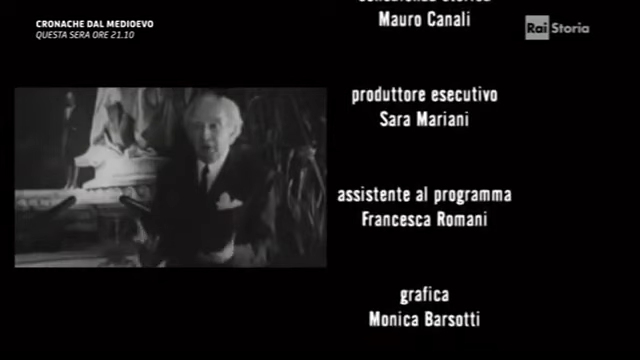 CRONACHE DAL MEDIOEVO
QUESTA SERA ORE 21.10
Rai Storia
Mauro Canali
produttore esecutivo
Sara Mariani
assistente al programma
Francesca Romani
grafica
Monica Barsotti